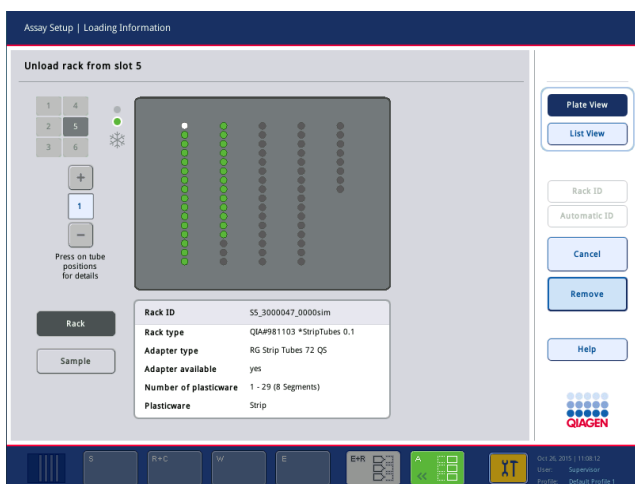 Assay Setup | Loading Information
Unload rack from slot 5
1 4
2 5
3 6
+
1
−
Press on tube
positions
for details
Rack
Sample
Rack ID S5_3000047_0000sim
Rack type QIA#981103 *StripTubes 0.1
Adapter type RG Strip Tubes 72 QS
Adapter available yes
Number of plasticware 1 - 29 (8 Segments)
Plasticware Strip
Plate View
List View
Rack ID
Automatic ID
Cancel
Remove
Help
QIAGEN
S
R+C
W
E
E+R
A
Oct 26, 2015 | 11:08:12
User: Supervisor
Profile: Default Profile 1